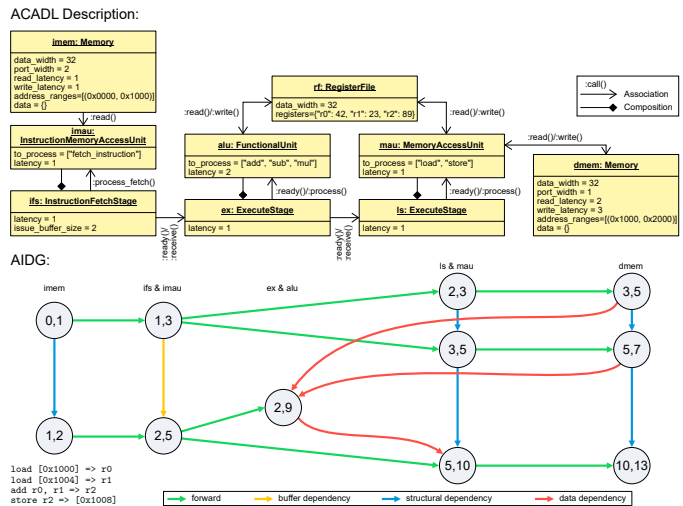 ACADL Description:
imem: Memory
data_width = 32
port_width = 2
read_latency = 1
write_latency = 1
address_ranges=[(0x0000, 0x1000)]
data = {}
:read()
imau:
InstructionMemoryAccessUnit
to_process = ["fetch_instruction"]
latency = 1
:process_fetch()
ifs: InstructionFetchStage
latency = 1
issue_buffer_size = 2
:ready()/
:receive()
rf: RegisterFile
data_width = 32
registers={"r0": 42, "r1": 23, "r2": 89}
:read()/:write()
:read()/:write()
alu: FunctionalUnit
to_process = ["add", "sub", "mul"]
latency = 2
:ready()/:process()
ex: ExecuteStage
latency = 1
:ready()/
:receive()
mau: MemoryAccessUnit
to_process = ["load", "store"]
latency = 1
:ready()/:process()
ls: ExecuteStage
latency = 1
:call()
Association
Composition
:read()/:write()
dmem: Memory
data_width = 32
port_width = 1
read_latency = 2
write_latency = 3
address_ranges=[(0x1000, 0x2000)]
data = {}
AIDG:
imem
ifs & imau
ex & alu
ls & mau
dmem
0,1
1,3
2,3
3,5
3,5
5,7
2,9
1,2
2,5
5,10
10,13
load [0x1000] => r0
load [0x1004] => r1
add r0, r1 => r2
store r2 => [0x1008]
forward
buffer dependency
structural dependency
data dependency